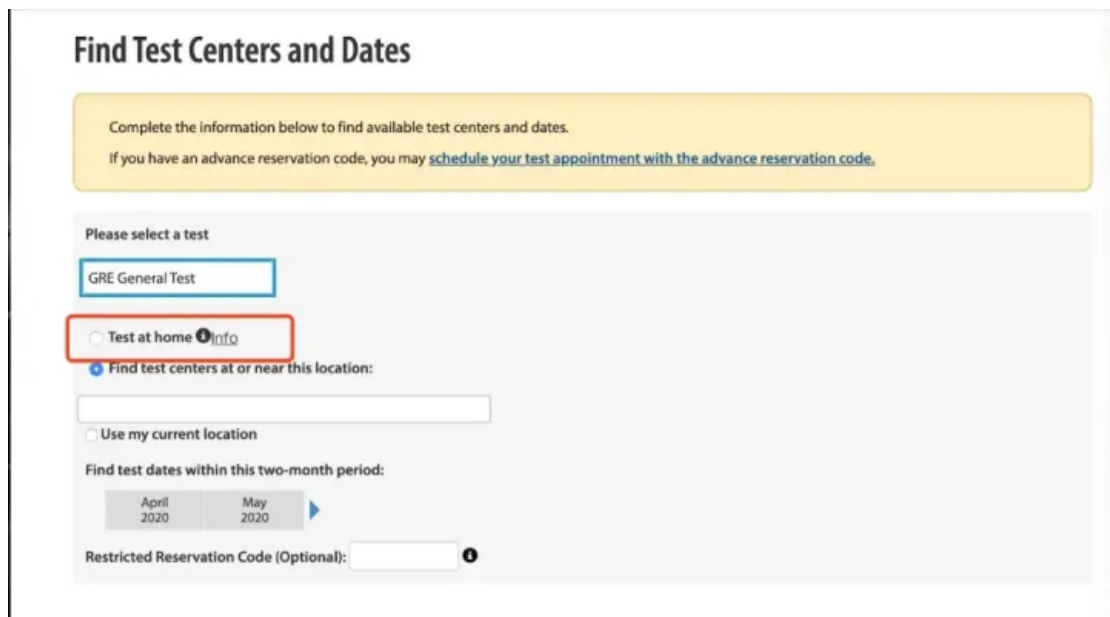 Find Test Centers and Dates
Complete the information below to find available test centers and dates.
If you have an advance reservation code, you may schedule your test appointment with the advance reservation code.
Please select a test
GRE General Test
Test at home Info
Find test centers at or near this location:
Use my current location
Find test dates within this two-month period:
April May
2020 2020
Restricted Reservation Code (Optional):